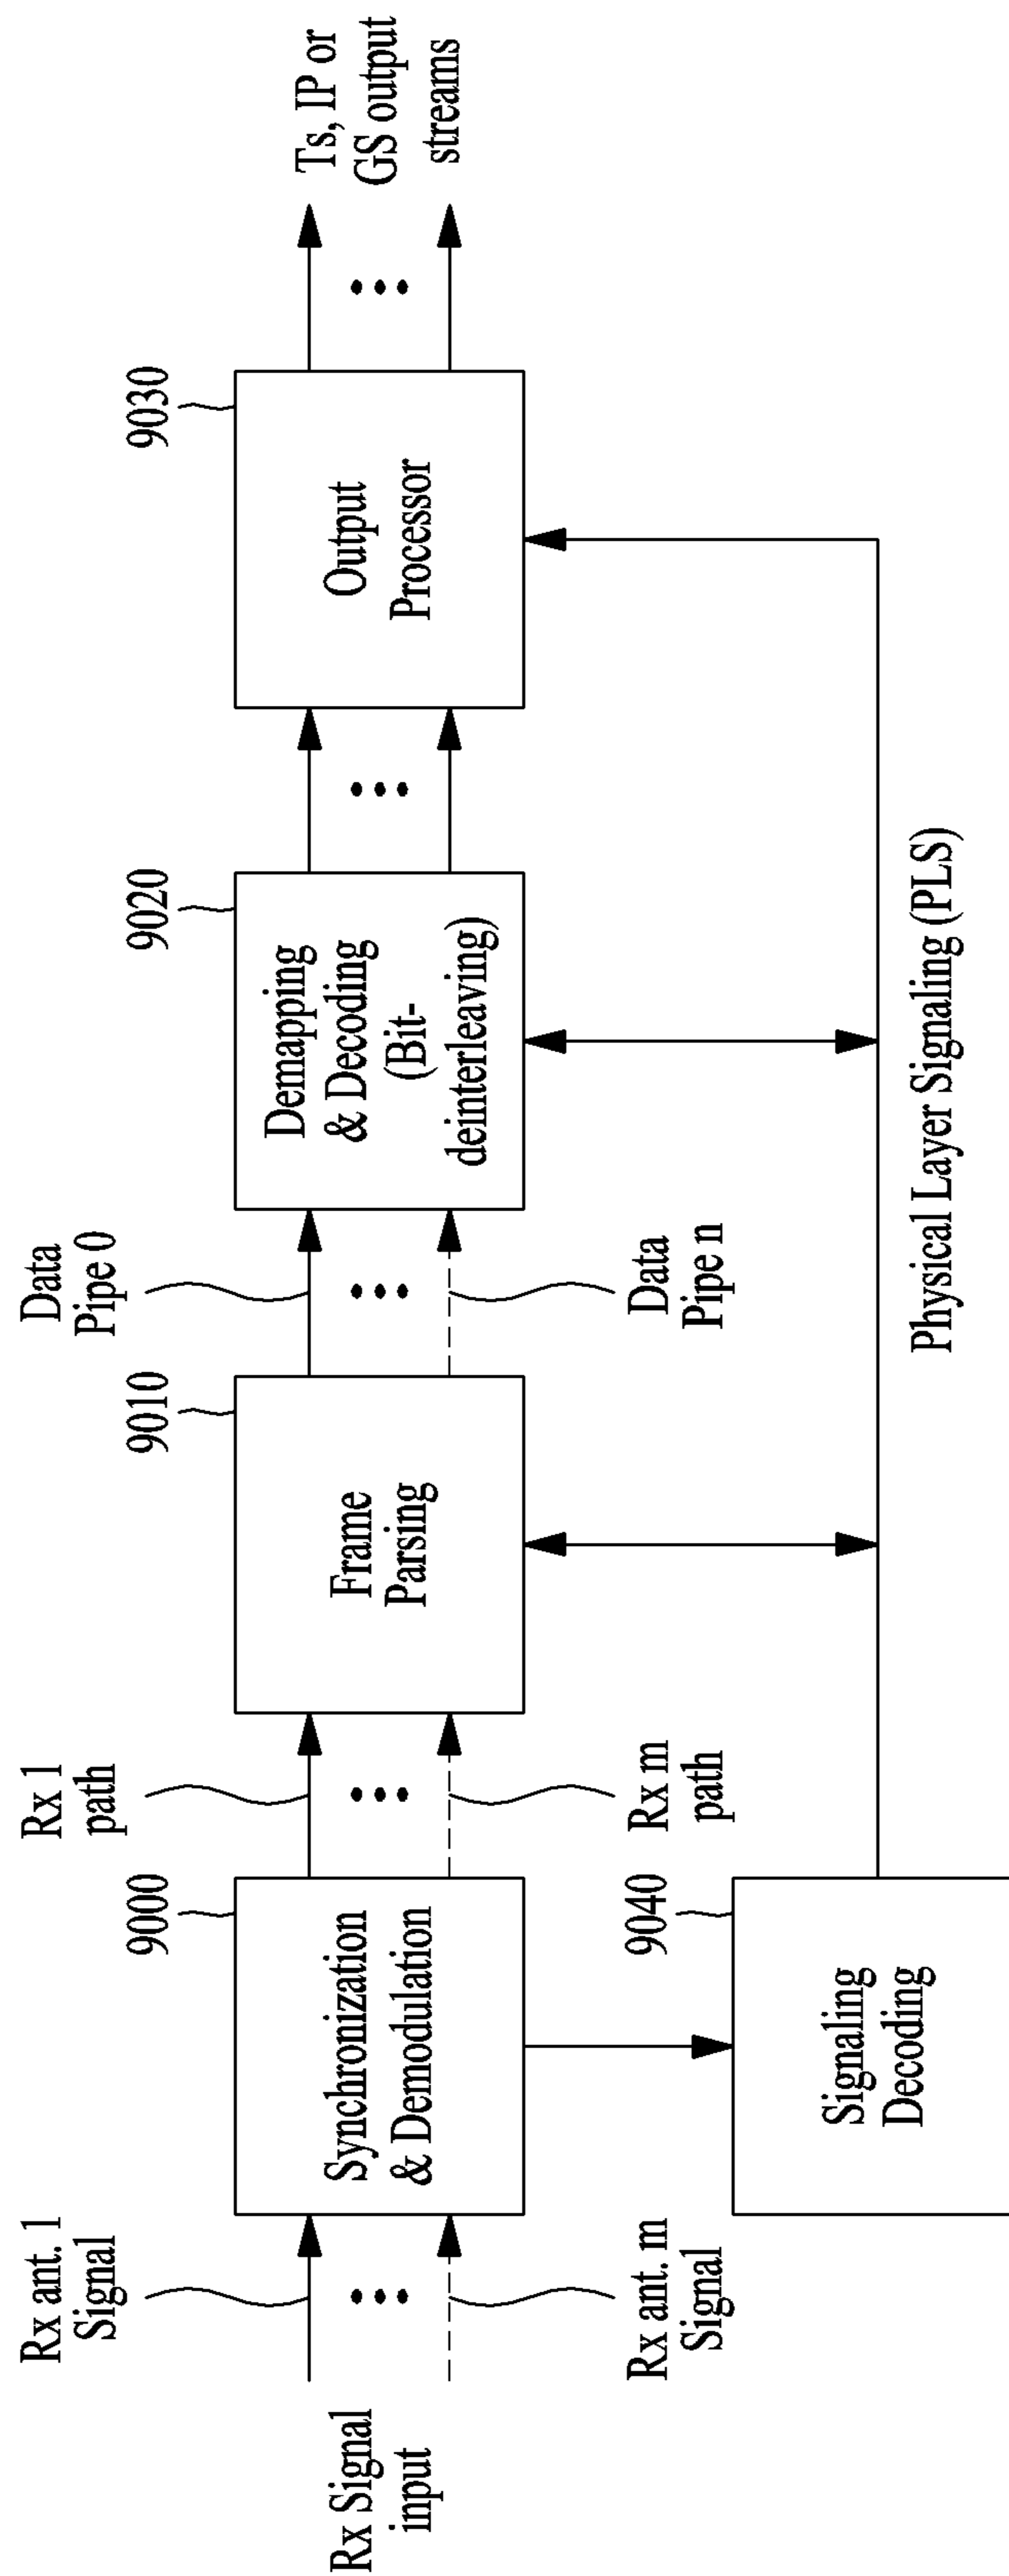 Rx Signal
input
Rx ant. 1
Signal
Rx ant. m
Signal
9000
Synchronization
& Demodulation
Rx 1
path
Rx m
path
9010
Frame
Parsing
Data
Pipe 0
Data
Pipe n
9020
Demapping
& Decoding
(Bit-
deinterleaving)
9030
Output
Processor
Ts, IP or
GS output
streams
9040
Signaling
Decoding
Physical Layer Signaling (PLS)